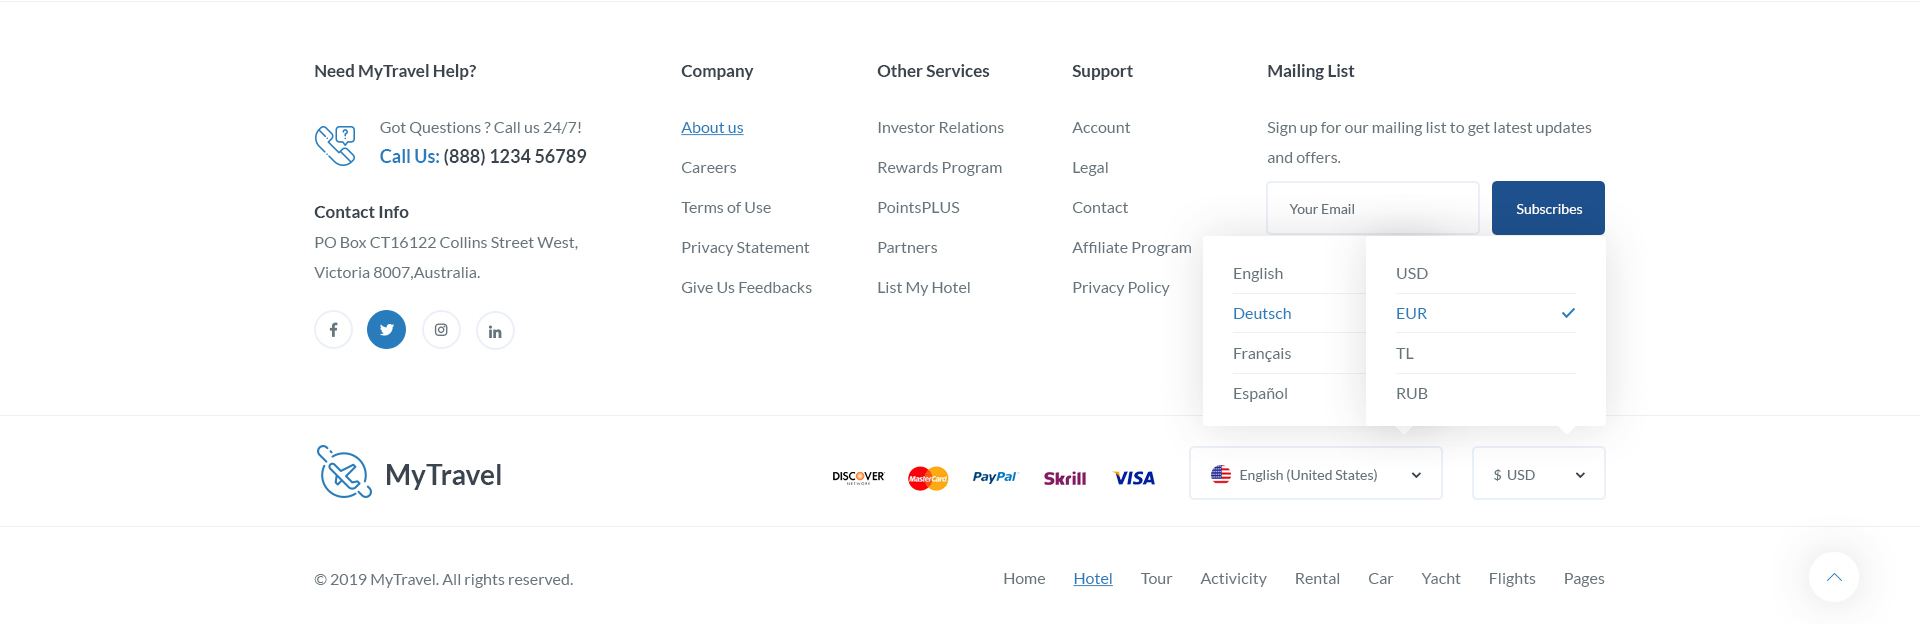 Need MyTravel Help?
Got Questions ? Call us 24/7!
Call Us: (888) 1234 56789
Contact Info
PO Box CT16122 Collins Street West,
Victoria 8007,Australia.
Company
About us
Careers
Terms of Use
Privacy Statement
Give Us Feedbacks
Other Services
Investor Relations
Rewards Program
PointsPLUS
Partners
List My Hotel
Support
Account
Legal
Contact
Affiliate Program
Privacy Policy
Mailing List
Sign up for our mailing list to get latest updates
and offers.
Your Email
Subscribes
English
Deutsch
Français
Español
USD
EUR
TL
RUB
MyTravel
DISCOVER
NETWORK
MasterCard
PayPal
Skrill
VISA
English (United States)
$ USD
© 2019 MyTravel. All rights reserved.
Home
Hotel
Tour
Activicity
Rental
Car
Yacht
Flights
Pages